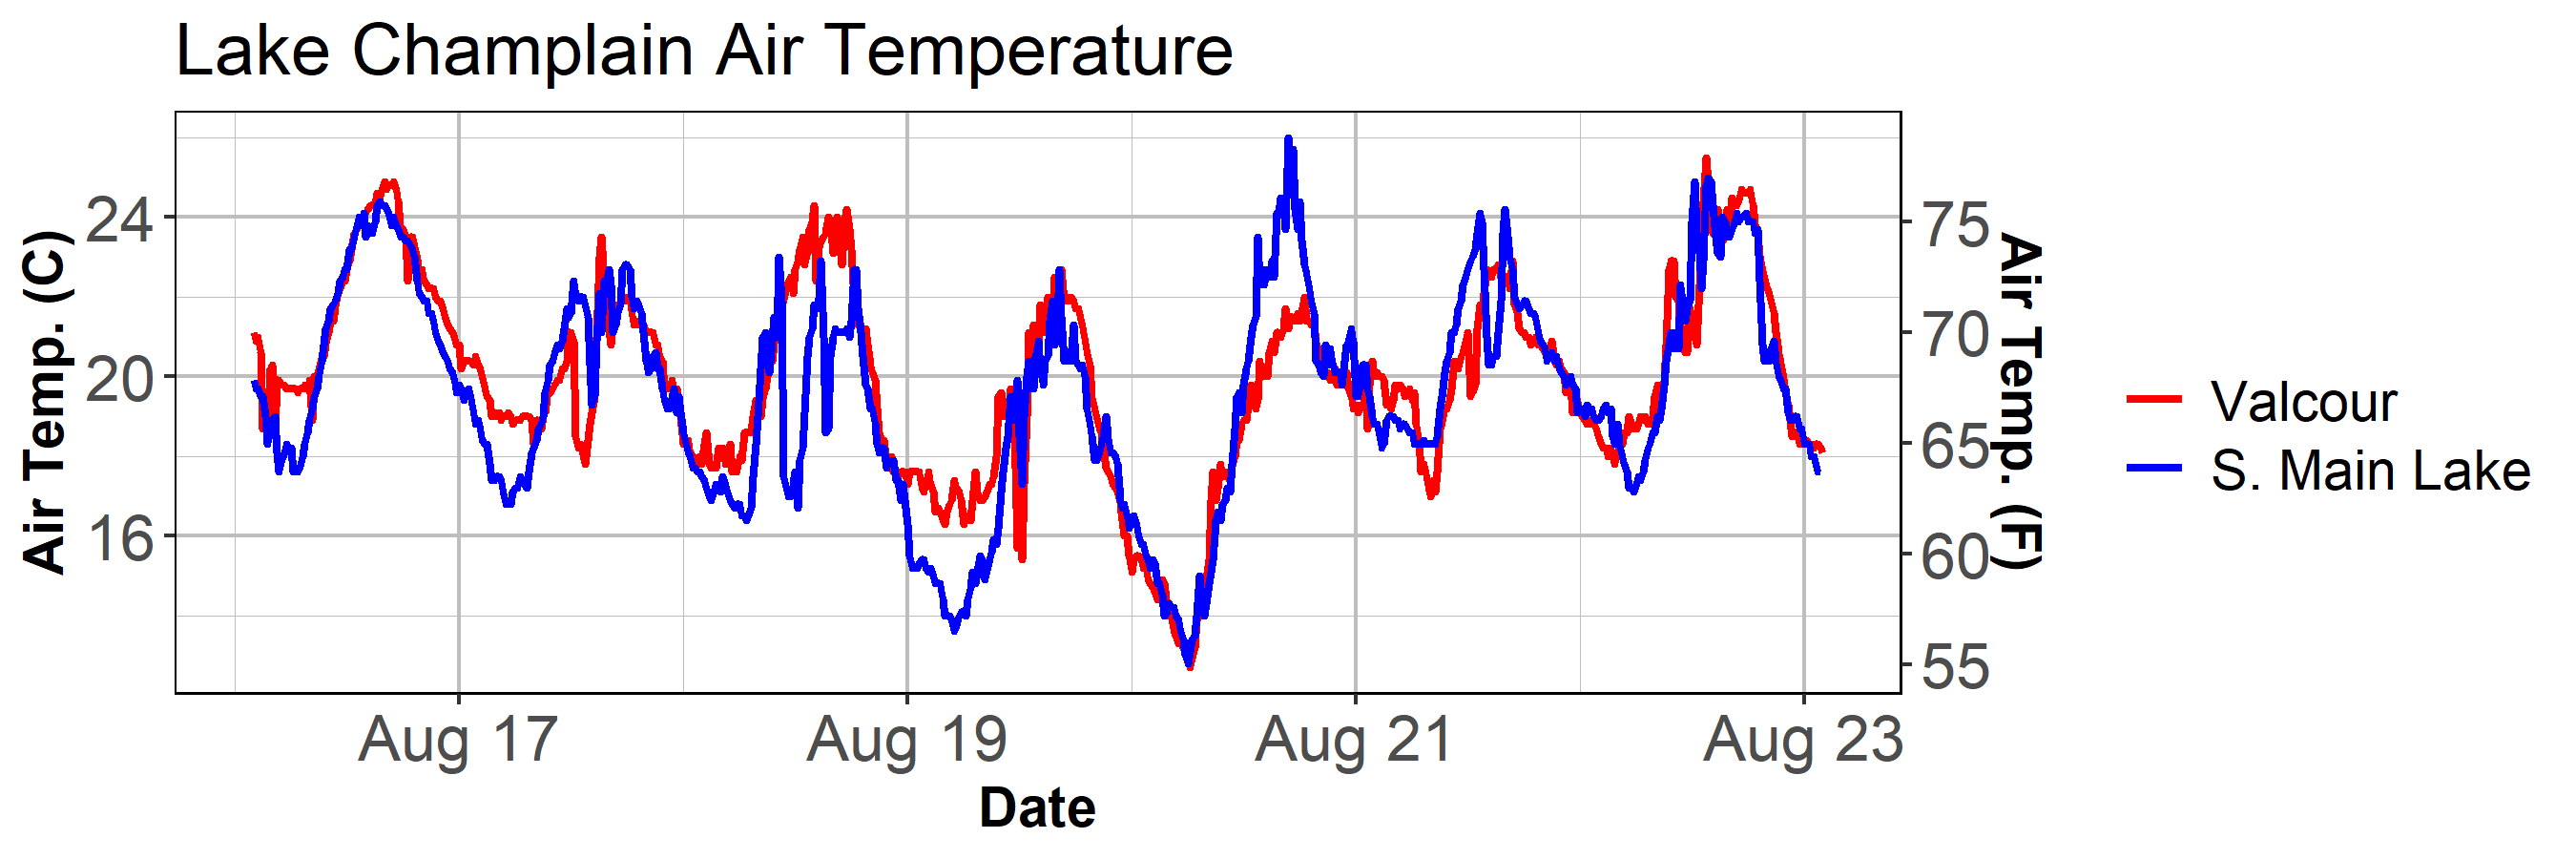 Lake Champlain Air Temperature
Air Temp. (C)
24
20
16
75
70
65
60
55
Air Temp. (F)
Aug 17
Aug 19
Aug 21
Aug 23
Date
Valcour
S. Main Lake